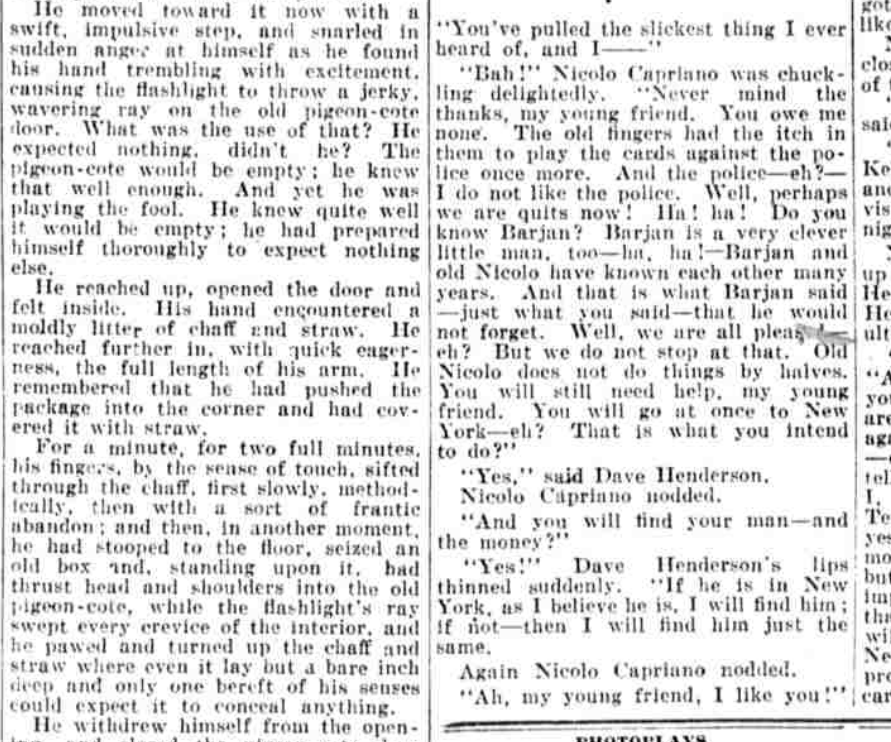 He moved toward it now with a
swift, impulsive step, and snarled in
sudden anger at himself as he found
his hand trembling with excitement,
causing the flashlight to throw a jerky,
wavering ray on the old pigeon-cote
door. What was the use of that? He
expected nothing, didn't he? The
pigeon-cote would be empty; he knew
that well enough. And yet he was
playing the fool. He knew quite well
it would be empty; he had prepared
himself thoroughly to expect nothing
else.
He reached up, opened the door and
felt inside. His hand encountered a
moldly litter of chaff and straw. He
reached further in, with quick eager-
ness, the full length of his arm. He
remembered that he had pushed the
package into the corner and had cov-
ered it with straw.
For a minute, for two full minutes,
his fingers, by the sense of touch, sifted
through the chaff, first slowly, method-
ically, then with a sort of frantic
abandon; and then, in another moment,
he had stooped to the floor, seized an
old box and, standing upon it, had
thrust head and shoulders into the old
pigeon-cote, while the flashlight's ray
swept every crevice of the interior, and
he pawed and turned up the chaff and
straw where even it lay but a bare inch
deep and only one bereft of his senses
could expect it to conceal anything.
He withdrew himself from the open-
"You've pulled the slickest thing I ever
heard of, and I——"
"Bah!" Nicolo Capriano was chuck-
ling delightedly. "Never mind the
thanks, my young friend. You owe me
none. The old fingers had the itch in
them to play the cards against the po-
lice once more. And the police—eh?—
I do not like the police. Well, perhaps
we are quits now! Ha! ha! Do you
know Barjan? Barjan is a very clever
little man, too—ha, ha!—Barjan and
old Nicolo have known each other many
years. And that is what Barjan said
—just what you said—that he would
not forget. Well, we are all pleas
eh? But we do not stop at that. Old
Nicolo does not do things by halves.
You will still need help, my young
friend. You will go at once to New
York—eh? That is what you intend
to do?"
"Yes," said Dave Henderson.
Nicolo Capriano nodded.
"And you will find your man—and
the money?"
"Yes!" Dave Henderson's lips
thinned suddenly. "If he is in New
York, as I believe he is, I will find him;
if not—then I will find him just the
same.
Again Nicolo Capriano nodded.
"Ah, my young friend, I like you!"
PHOTOPLAYS